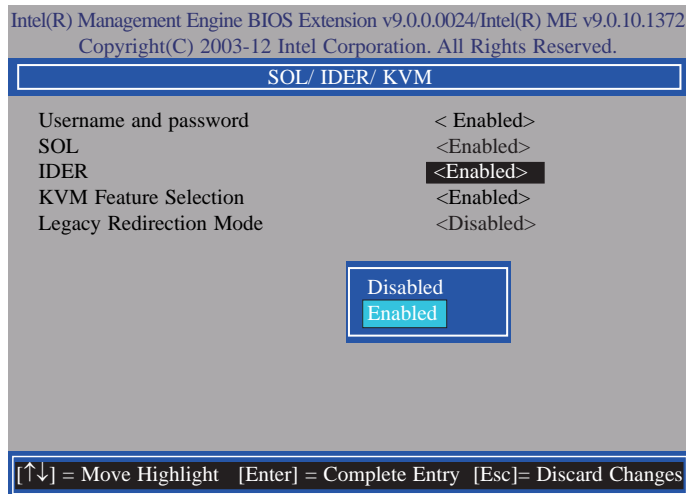 Intel(R) Management Engine BIOS Extension v9.0.0.0024/Intel(R) ME v9.0.10.1372
Copyright(C) 2003-12 Intel Corporation. All Rights Reserved.
SOL/ IDER/ KVM
Username and password < Enabled>
SOL <Enabled>
IDER <Enabled>
KVM Feature Selection <Enabled>
Legacy Redirection Mode <Disabled>
Disabled
Enabled
[↑↓] = Move Highlight [Enter] = Complete Entry [Esc]= Discard Changes